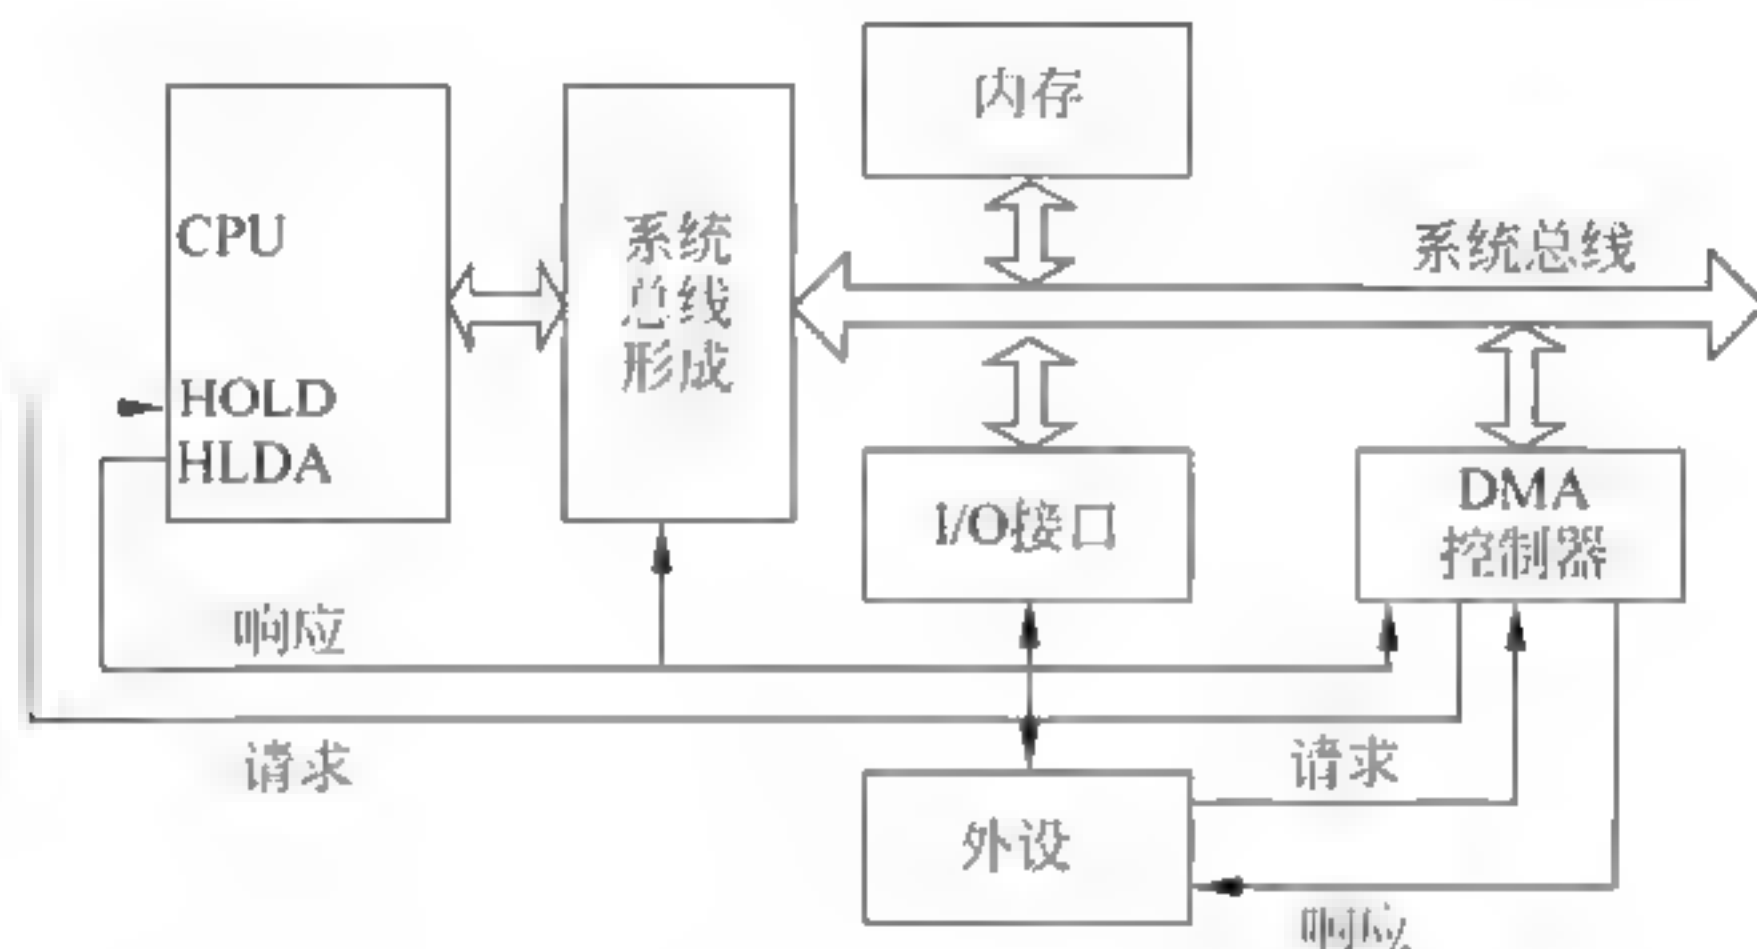 内存
CPU
系统
总线
形成
系统总线
HOLD
HLDA
I/O接口
DMA
控制器
响应
请求
请求
外设
响应